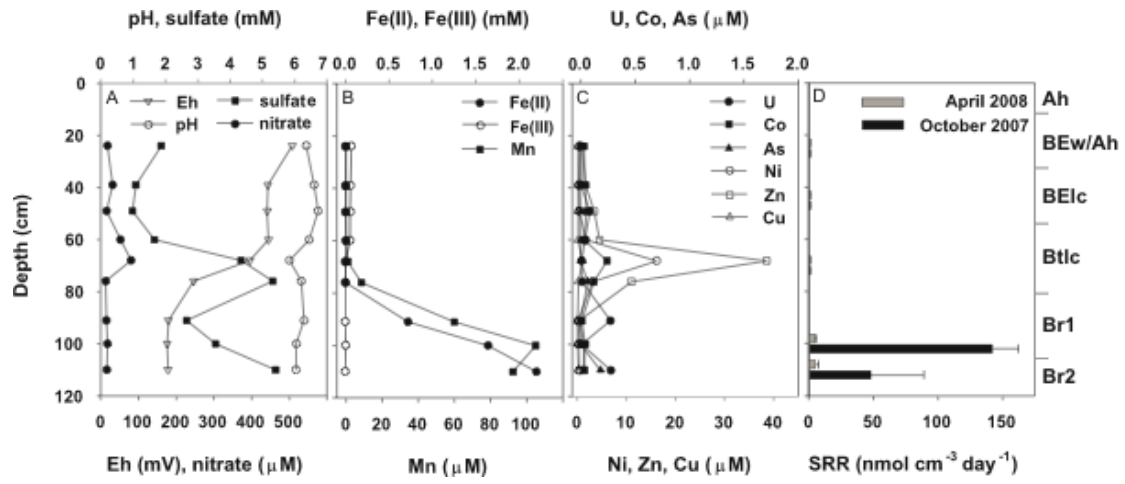 pH, sulfate (mM) Fe(II), Fe(III) (mM) U, Co, As (μM)
0 1 2 3 4 5 6 7 0.0 0.5 1.0 1.5 2.0 0.0 0.5 1.0 1.5 2.0
A Eh sulfate
pH nitrate
B Fe(II)
Fe(III)
Mn
C U
Co
As
Ni
Zn
Cu
D April 2008
October 2007
Ah
BEw/Ah
BElc
Btlc
Br1
Br2
Depth (cm)
0
20
40
60
80
100
120
0 100 200 300 400 500 0 20 40 60 80 100 0 10 20 30 40 0 50 100 150
Eh (mV), nitrate (μM) Mn (μM) Ni, Zn, Cu (μM) SRR (nmol cm⁻³ day⁻¹)